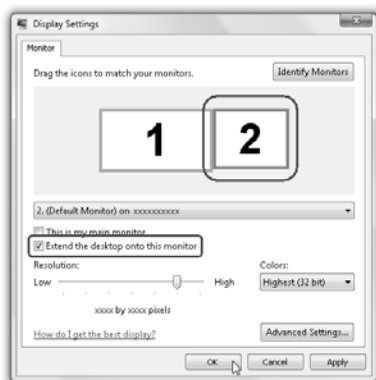 Display Settings
Monitor
Drag the icons to match your monitors.
Identify Monitors
1 2
2. (Default Monitor) on xxxxxxxxxx
This is my main monitor
Extend the desktop onto this monitor
Resolution:
Colors:
Low
High
Highest (32 bit)
xxxx by xxxx pixels
How do I get the best display?
Advanced Settings...
OK
Cancel
Apply